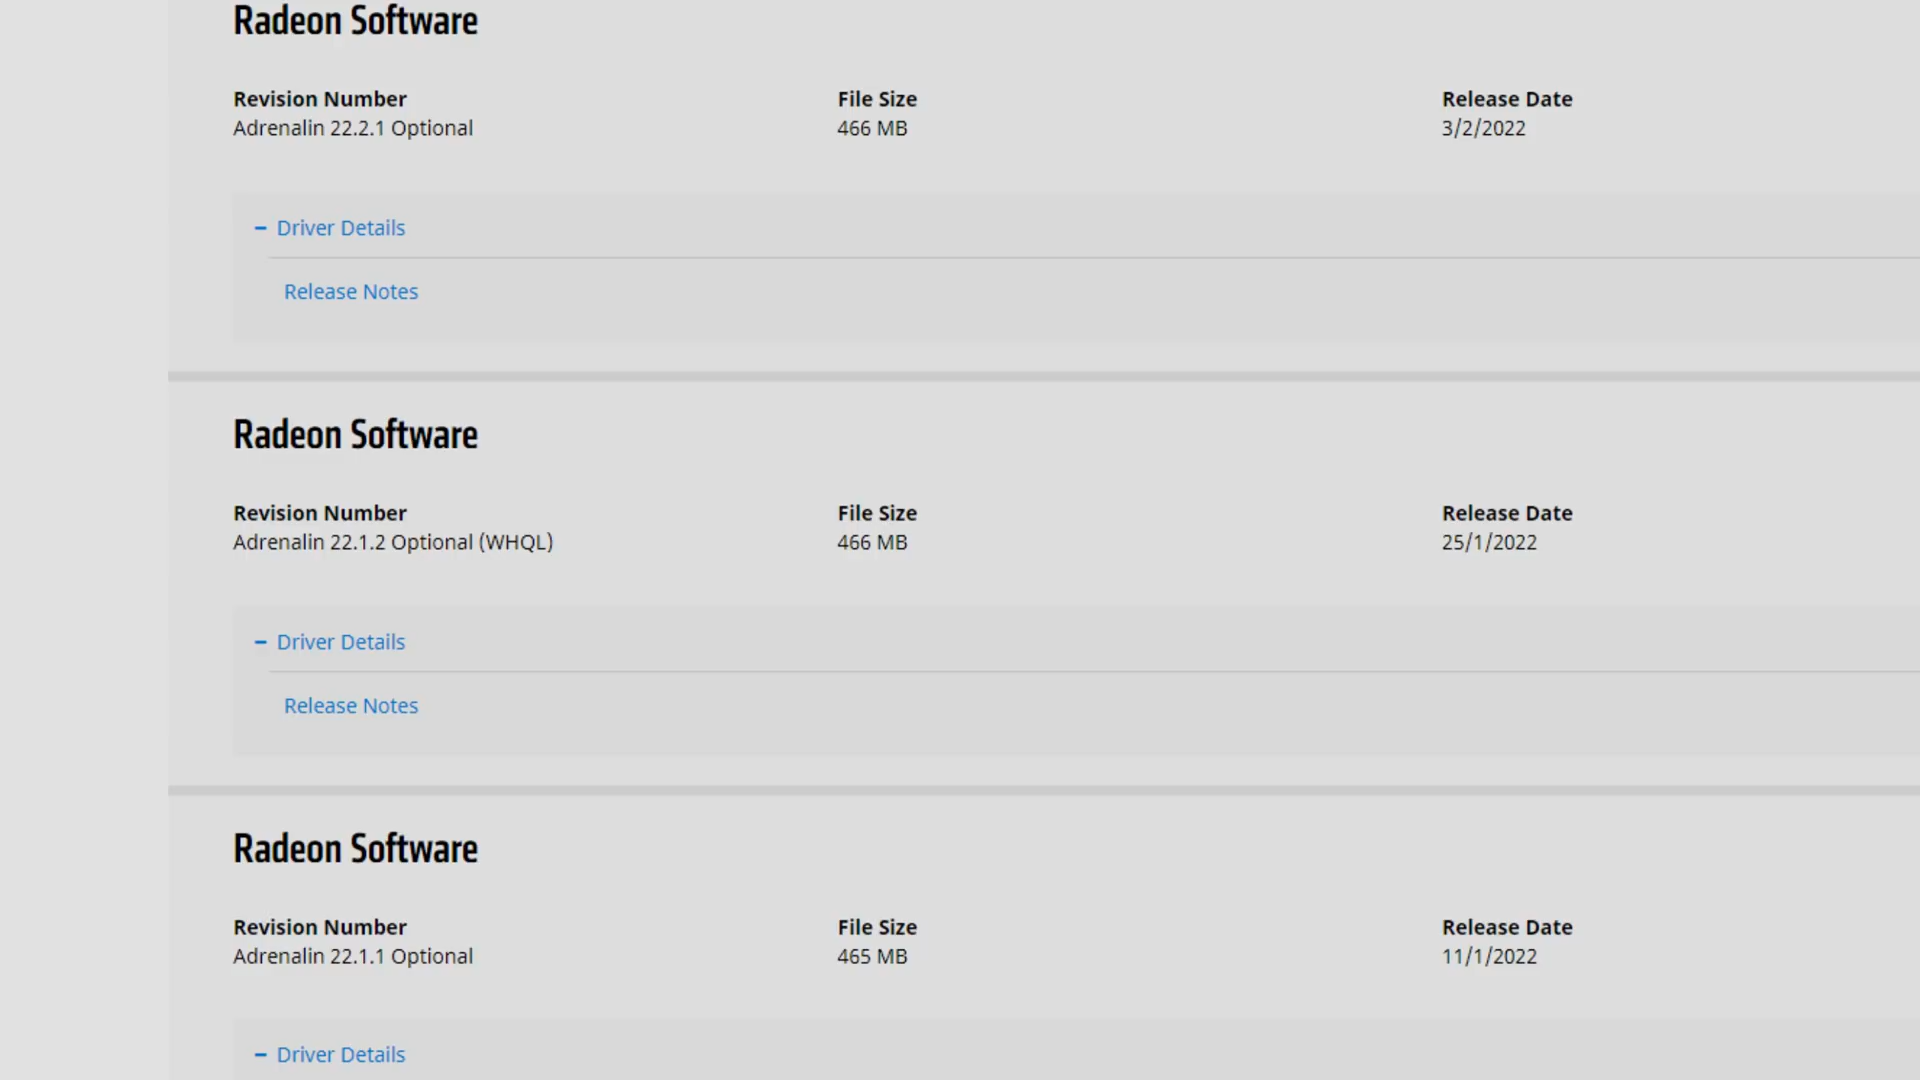 Radeon Software
Revision Number File Size Release Date
Adrenalin 22.2.1 Optional 466 MB 3/2/2022
– Driver Details
Release Notes
Radeon Software
Revision Number File Size Release Date
Adrenalin 22.1.2 Optional (WHQL) 466 MB 25/1/2022
– Driver Details
Release Notes
Radeon Software
Revision Number File Size Release Date
Adrenalin 22.1.1 Optional 465 MB 11/1/2022
– Driver Details